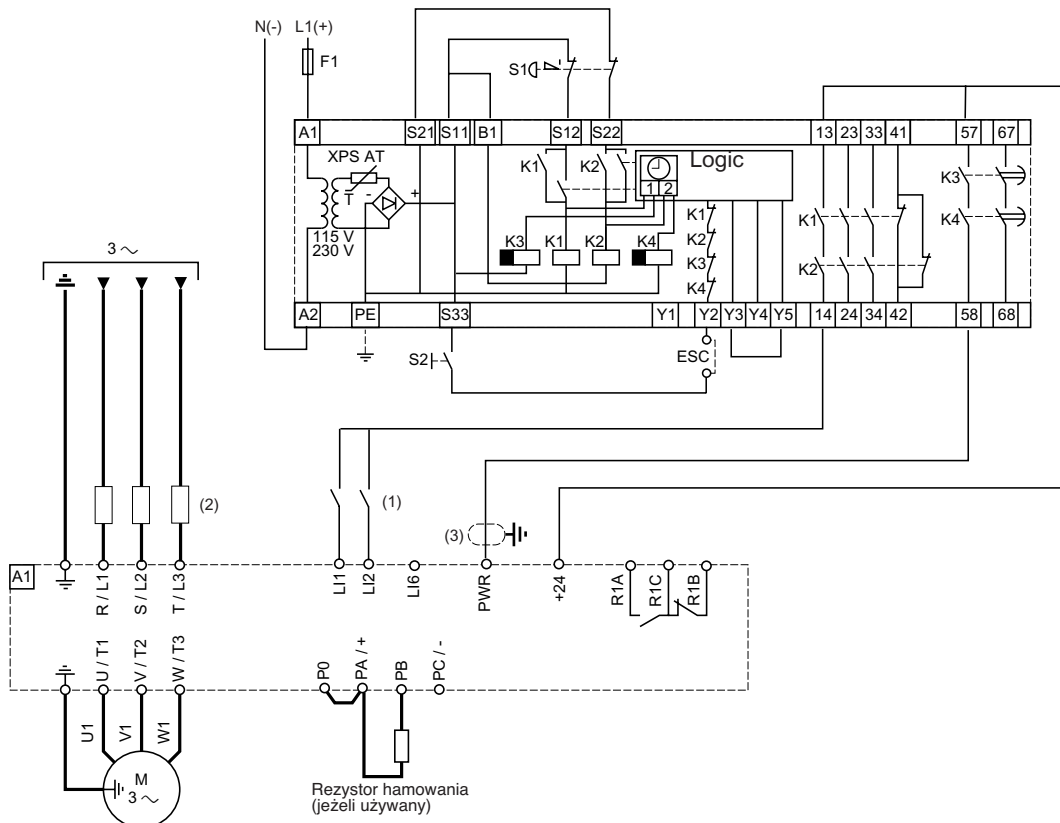 N(-) L1(+)
F1
S1
A1 S21 S11 B1 S12 S22 13 23 33 41 57 67
XPS AT
Logic
K1 K2
1 2
T - +
115 V
230 V
K3 K1 K2 K4
K1
K2
K3
K4
K1
K2
K3
K4
A2 PE S33 Y1 Y2 Y3 Y4 Y5 14 24 34 42 58 68
S2
ESC
3 ~
(2)
(1)
(3)
A1
R / L1
S / L2
T / L3
LI1
LI2
LI6
PWR
+24
R1A
R1C
R1B
U / T1
V / T2
W / T3
P0
PA / +
PB
PC / -
U1
V1
W1
M
3 ~
Rezystor hamowania
(jeżeli używany)